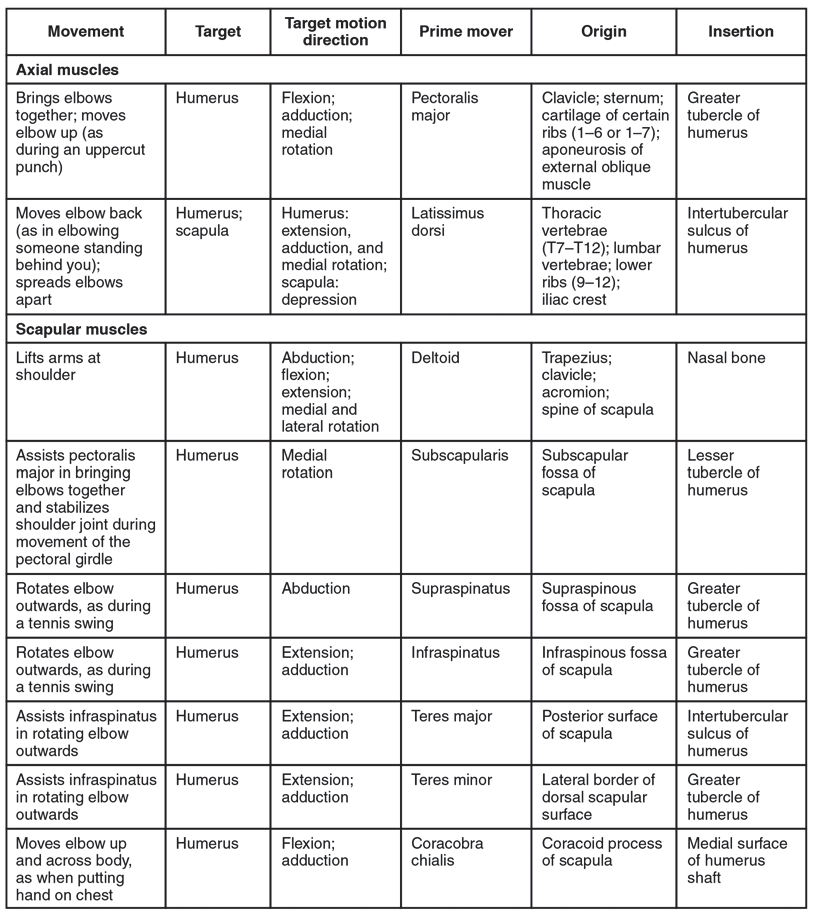 Movement
Target
Target motion
direction
Prime mover
Origin
Insertion
Axial muscles
Brings elbows
together; moves
elbow up (as
during an uppercut
punch)
Humerus
Flexion;
adduction;
medial
rotation
Pectoralis
major
Clavicle; sternum;
cartilage of certain
ribs (1–6 or 1–7);
aponeurosis of
external oblique
muscle
Greater
tubercle of
humerus
Moves elbow back
(as in elbowing
someone standing
behind you);
spreads elbows
apart
Humerus;
scapula
Humerus:
extension,
adduction, and
medial rotation;
scapula:
depression
Latissimus
dorsi
Thoracic
vertebrae
(T7–T12); lumbar
vertebrae; lower
ribs (9–12);
iliac crest
Intertubercular
sulcus of
humerus
Scapular muscles
Lifts arms at
shoulder
Humerus
Abduction;
flexion;
extension;
medial and
lateral rotation
Deltoid
Trapezius;
clavicle;
acromion;
spine of scapula
Nasal bone
Assists pectoralis
major in bringing
elbows together
and stabilizes
shoulder joint during
movement of the
pectoral girdle
Humerus
Medial
rotation
Subscapularis
Subscapular
fossa of
scapula
Lesser
tubercle of
humerus
Rotates elbow
outwards, as during
a tennis swing
Humerus
Abduction
Supraspinatus
Supraspinous
fossa of scapula
Greater
tubercle of
humerus
Rotates elbow
outwards, as during
a tennis swing
Humerus
Extension;
adduction
Infraspinatus
Infraspinous fossa
of scapula
Greater
tubercle of
humerus
Assists infraspinatus
in rotating elbow
outwards
Humerus
Extension;
adduction
Teres major
Posterior surface
of scapula
Intertubercular
sulcus of
humerus
Assists infraspinatus
in rotating elbow
outwards
Humerus
Extension;
adduction
Teres minor
Lateral border of
dorsal scapular
surface
Greater
tubercle of
humerus
Moves elbow up
and across body,
as when putting
hand on chest
Humerus
Flexion;
adduction
Coracobra
chialis
Coracoid process
of scapula
Medial surface
of humerus
shaft